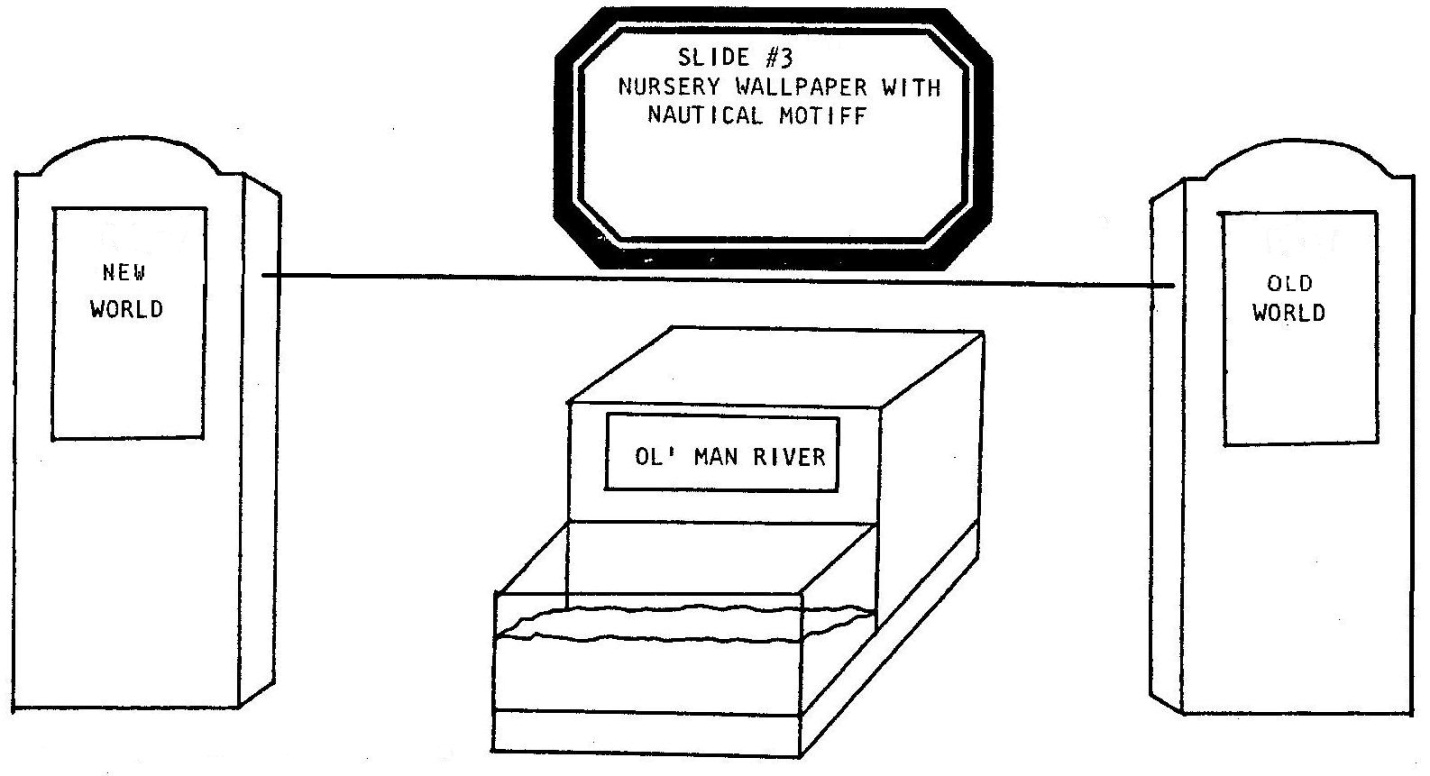 SLIDE #3
NURSERY WALLPAPER WITH
NAUTICAL MOTIFF
NEW
WORLD
OLD
WORLD
OL' MAN RIVER